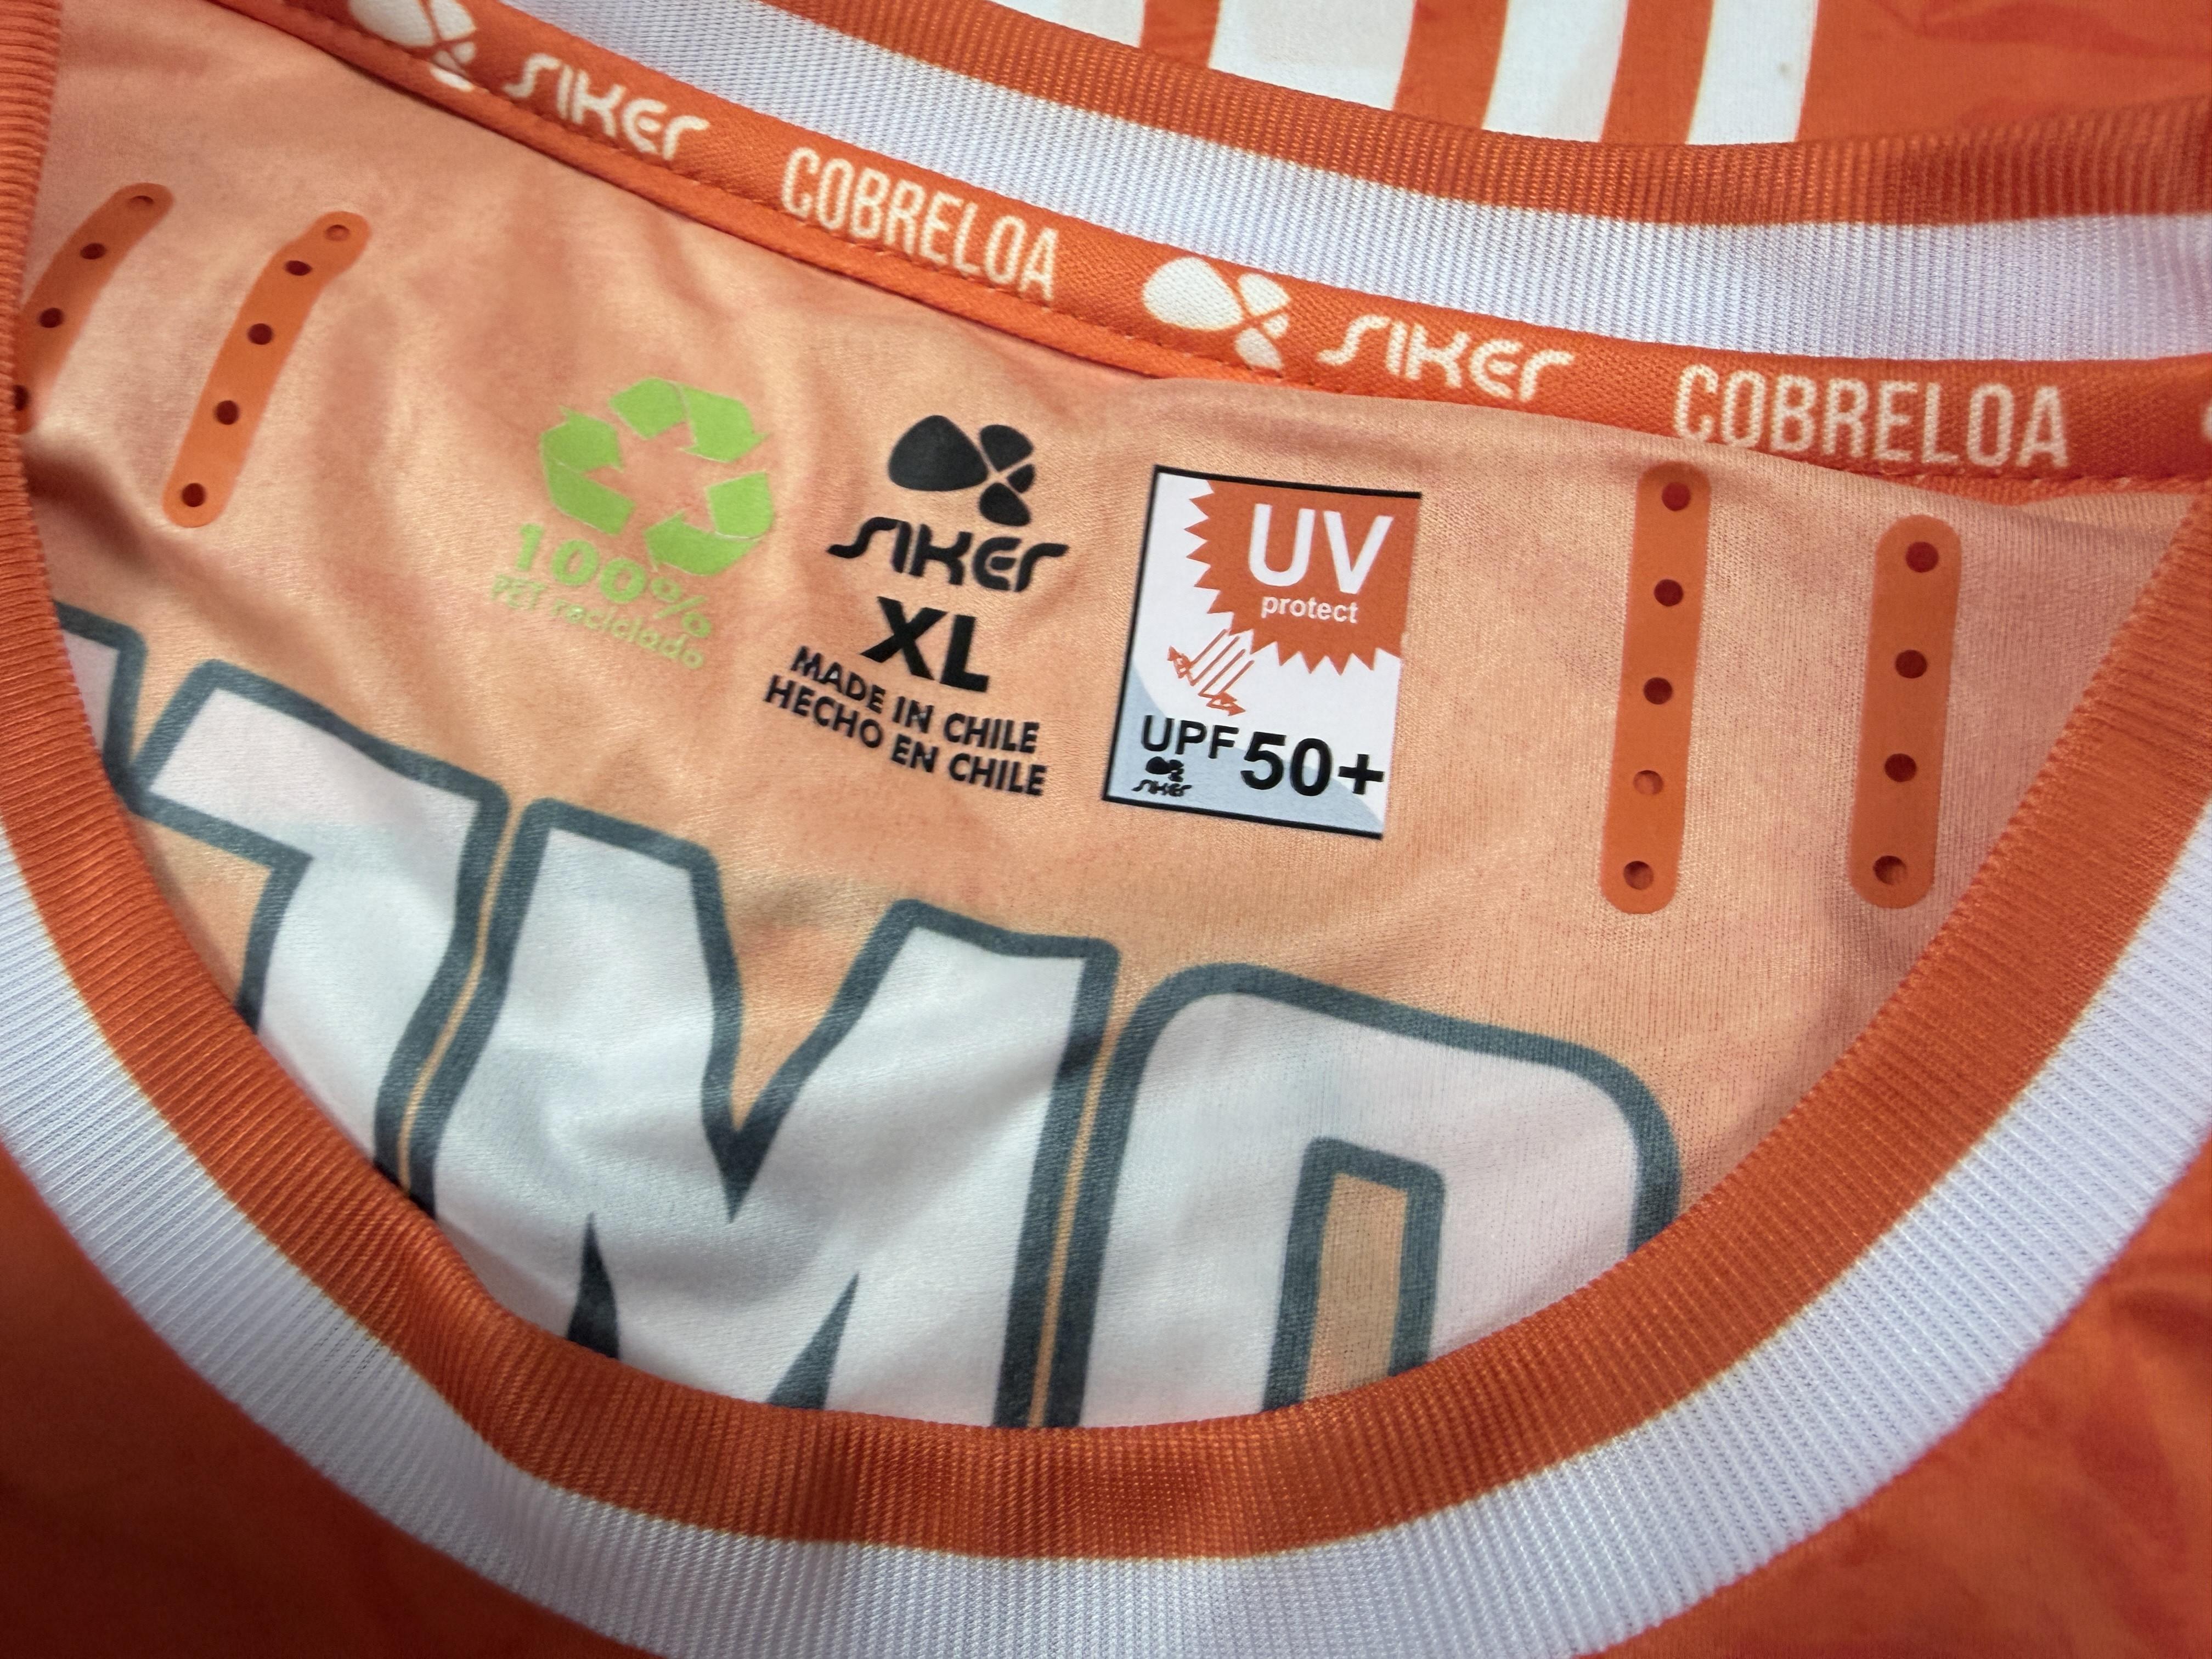 SIKER COBRELOA SIKER COBRELOA
100%
PET reciclado
SIKER
XL
MADE IN CHILE
HECHO EN CHILE
UV
protect
UPF 50+
SIKER